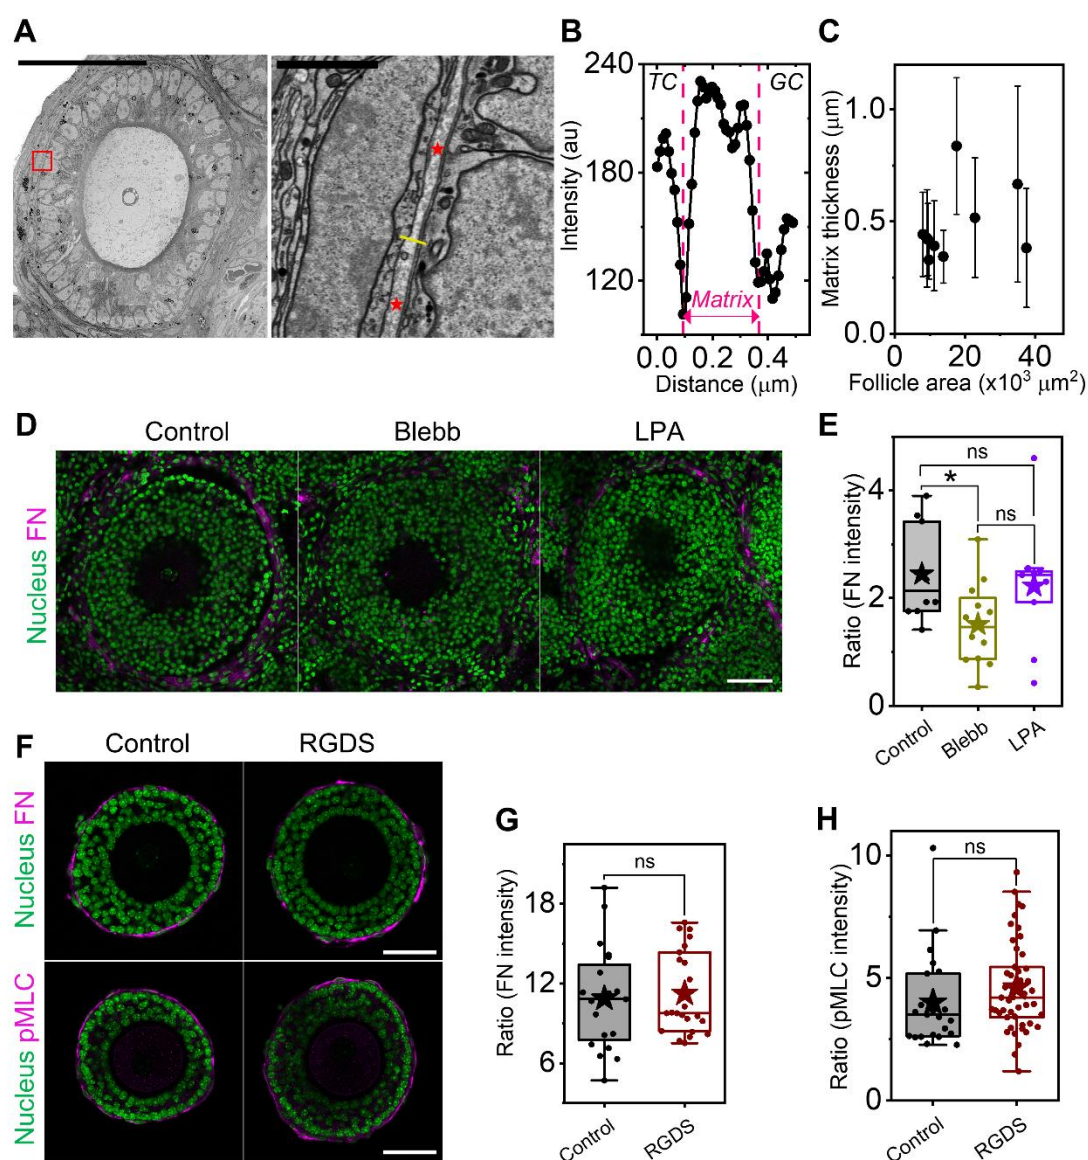 A
B
TC
GC
240
180
120
Intensity (au)
Matrix
0.0
0.2
0.4
Distance (μm)
C
1.0
0.5
0.0
Matrix thickness (μm)
0
20
40
Follicle area (x10³ μm²)
D
Control
Blebb
LPA
Nucleus FN
E
ns
*
ns
4
2
0
Ratio (FN intensity)
Control
Blebb
LPA
F
Control
RGDS
Nucleus FN
Nucleus pMLC
G
ns
18
12
6
Ratio (FN intensity)
Control
RGDS
H
ns
10
5
0
Ratio (pMLC intensity)
Control
RGDS